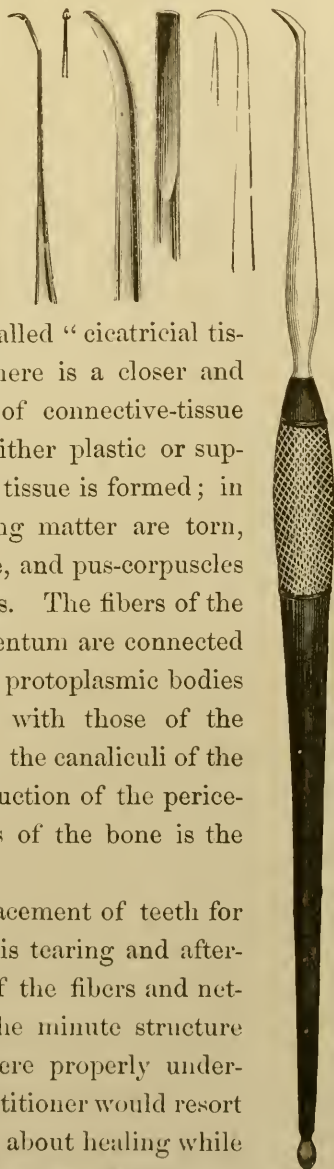 alled “cicatricial tis-
here is a closer and
of connective-tissue
ither plastic or sup-
tissue is formed; in
ng matter are torn,
e, and pus-corpuscles
s. The fibers of the
entum are connected
protoplasmic bodies
with those of the
the canaliculi of the
uction of the perice-
s of the bone is the
acement of teeth for
is tearing and after-
f the fibers and net-
he minute structure
ere properly under-
titioner would resort
about healing while